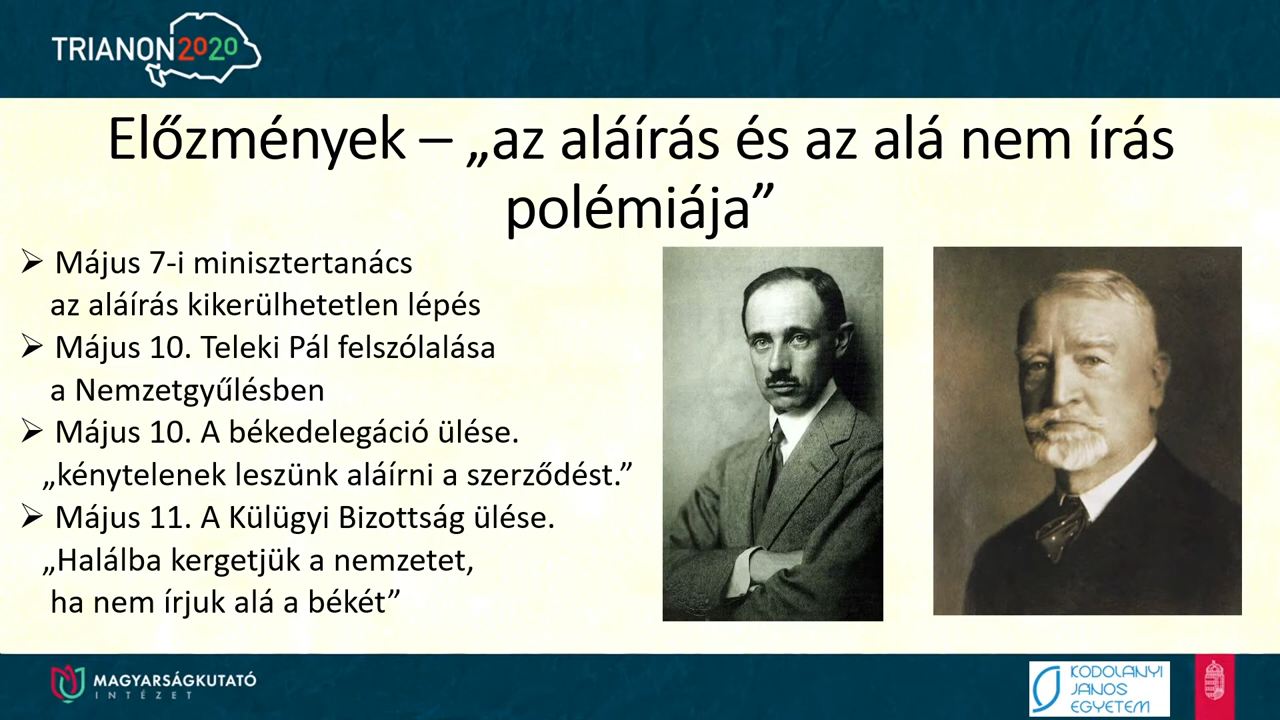 TRIANON2020
Előzmények – „az aláírás és az alá nem írás
polémiája”
➢ Május 7-i minisztertanács
az aláírás kikerülhetetlen lépés
➢ Május 10. Teleki Pál felszólalása
a Nemzetgyűlésben
➢ Május 10. A békedelegáció ülése.
„kénytelenek leszünk aláírni a szerződést.”
➢ Május 11. A Külügyi Bizottság ülése.
„Halálba kergetjük a nemzetet,
ha nem írjuk alá a békét”
MAGYARSÁGKUTATÓ
INTÉZET
KODOLÁNYI
JÁNOS
EGYETEM